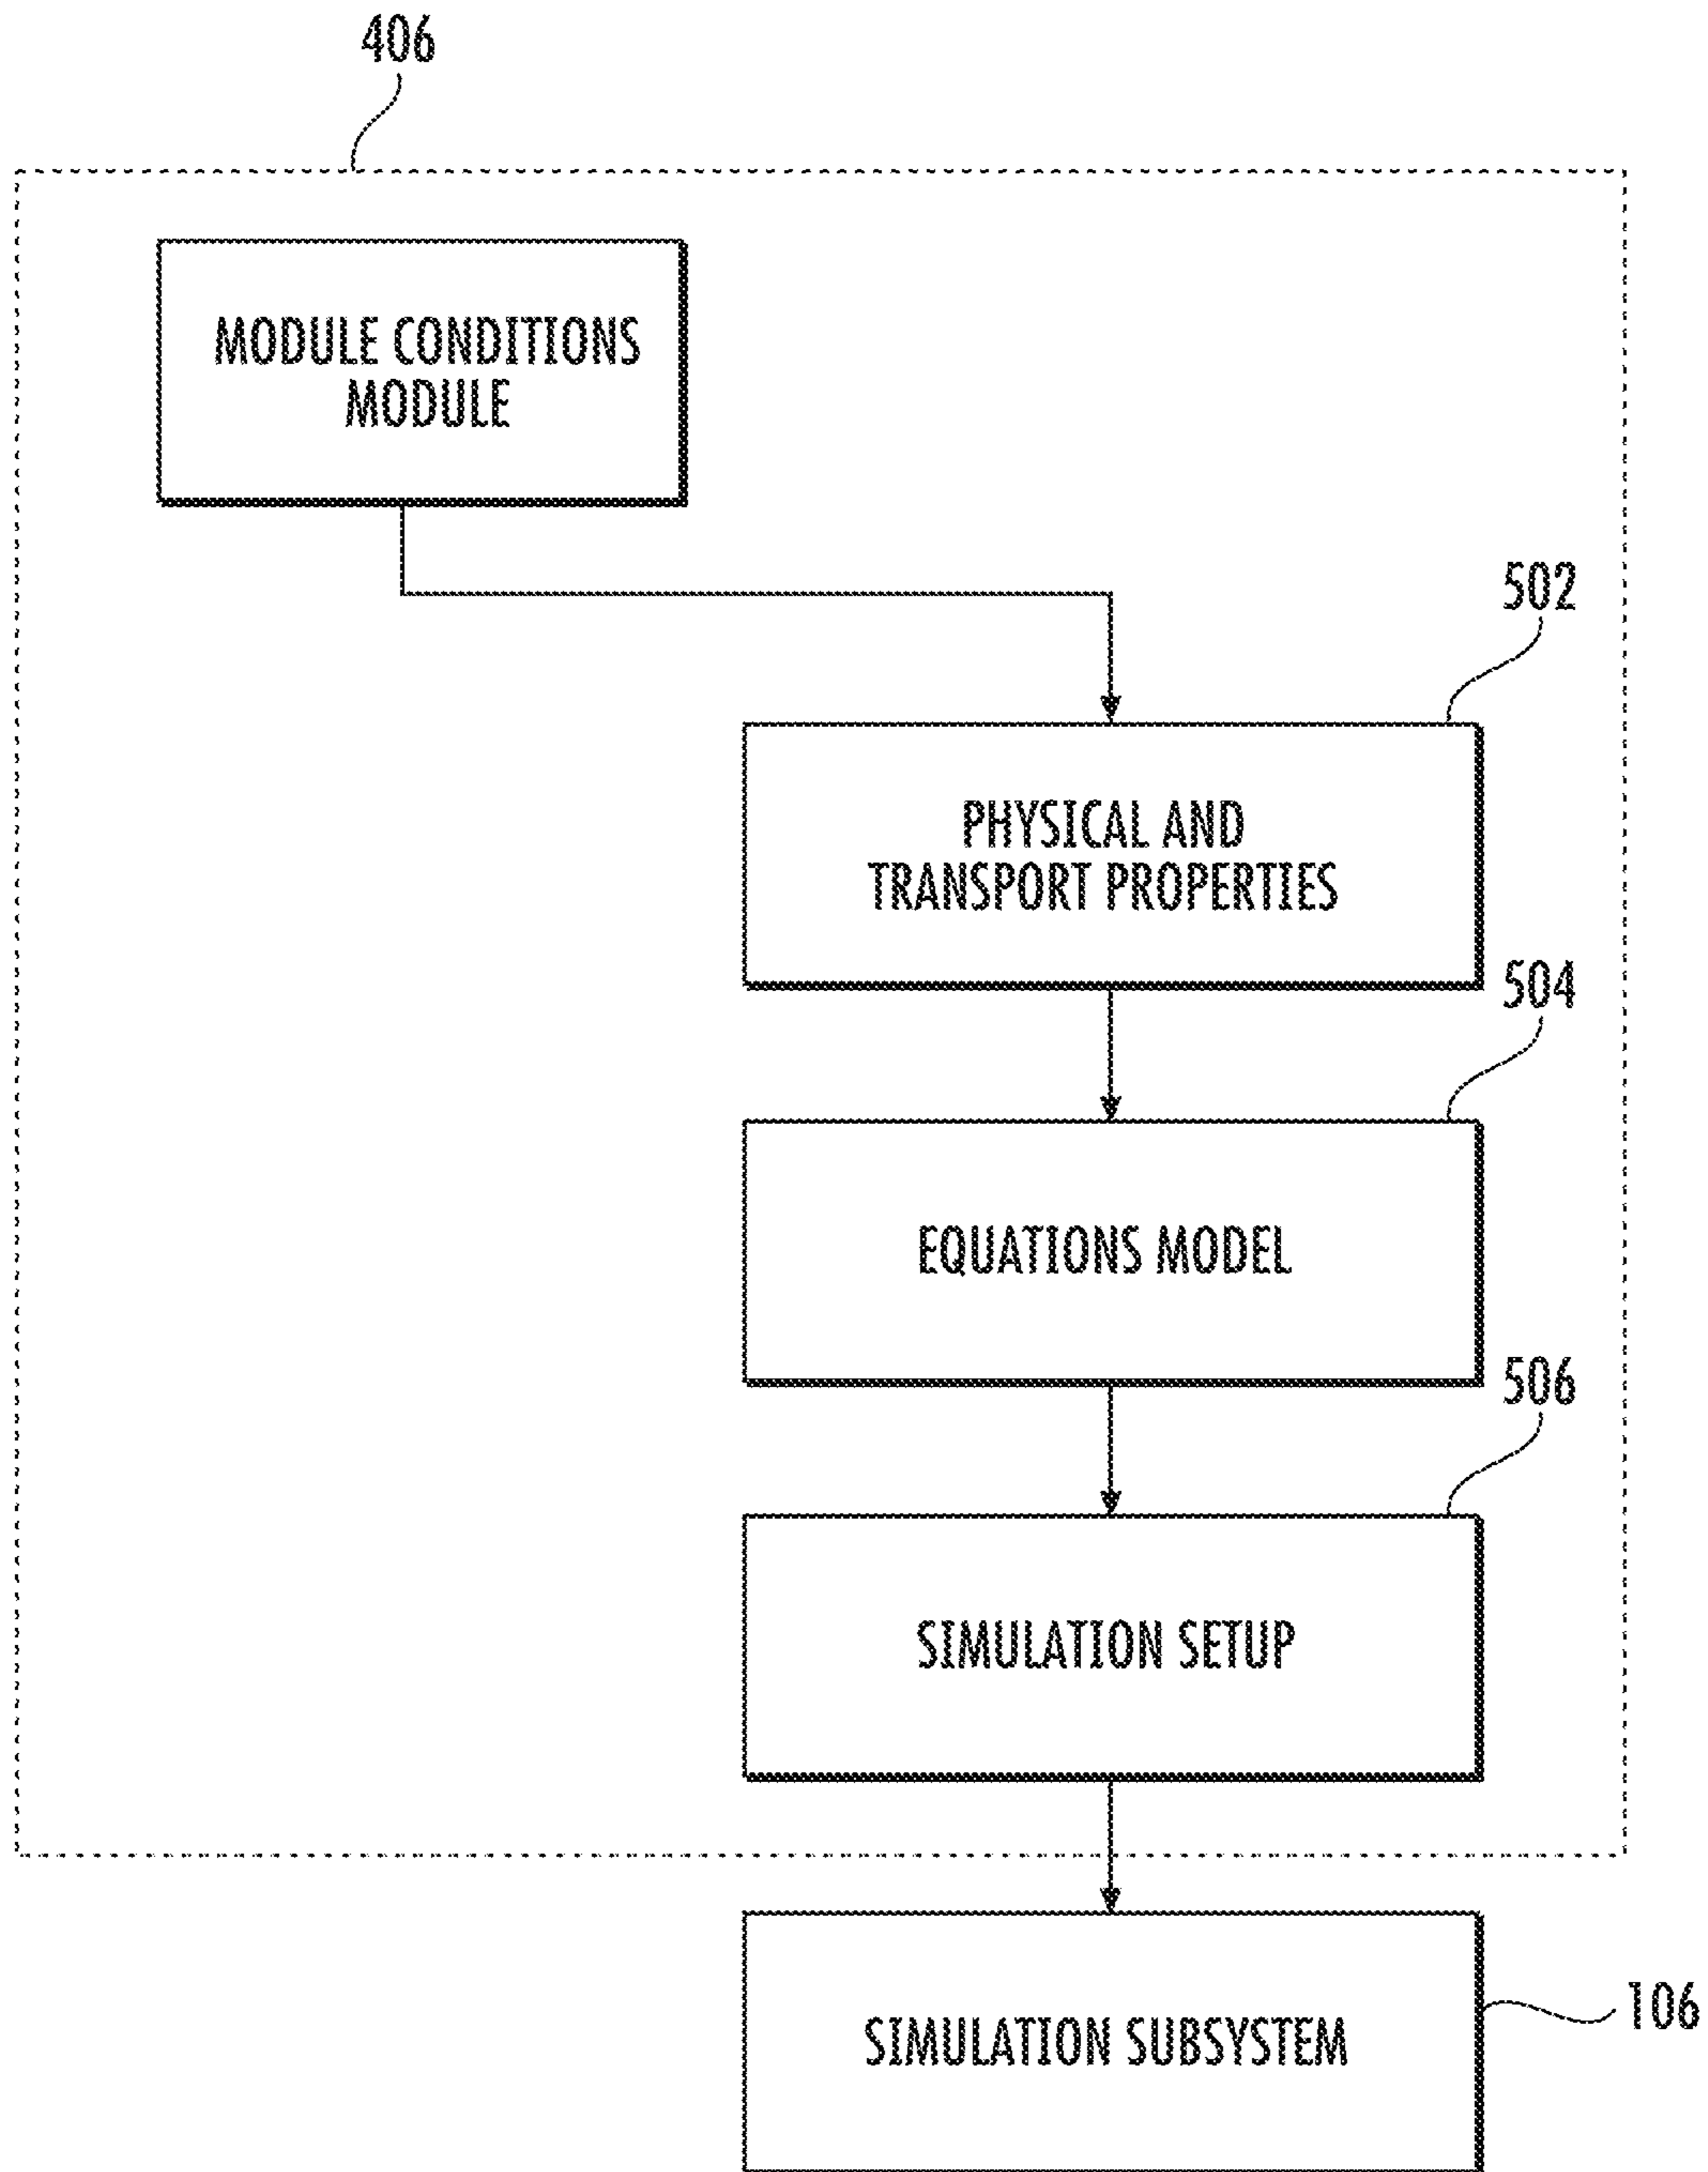 406
MODULE CONDITIONS
MODULE
502
PHYSICAL AND
TRANSPORT PROPERTIES
504
EQUATIONS MODEL
506
SIMULATION SETUP
SIMULATION SUBSYSTEM
106